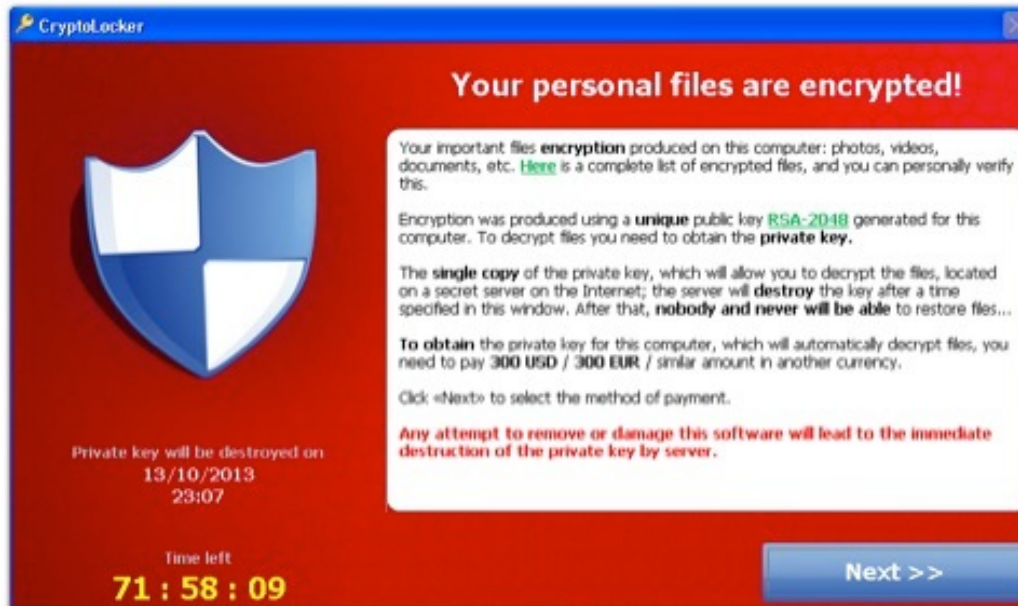 CryptoLocker
Your personal files are encrypted!
Your important files encryption produced on this computer: photos, videos,
documents, etc. Here is a complete list of encrypted files, and you can personally verify
this.
Encryption was produced using a unique public key RSA-2048 generated for this
computer. To decrypt files you need to obtain the private key.
The single copy of the private key, which will allow you to decrypt the files, located
on a secret server on the Internet; the server will destroy the key after a time
specified in this window. After that, nobody and never will be able to restore files...
To obtain the private key for this computer, which will automatically decrypt files, you
need to pay 300 USD / 300 EUR / similar amount in another currency.
Click «Next» to select the method of payment.
Any attempt to remove or damage this software will lead to the immediate
destruction of the private key by server.
Private key will be destroyed on
13/10/2013
23:07
Time left
71 : 58 : 09
Next >>